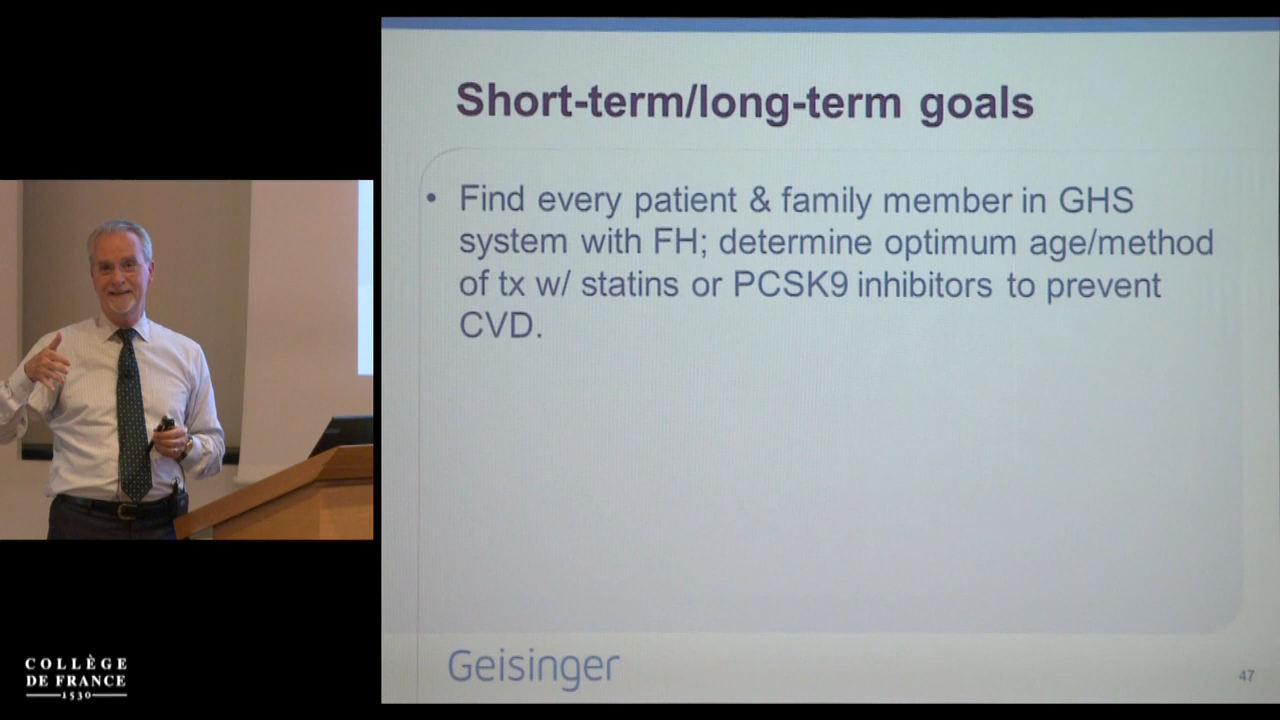 Short-term/long-term goals
• Find every patient & family member in GHS
system with FH; determine optimum age/method
of tx w/ statins or PCSK9 inhibitors to prevent
CVD.
Geisinger
47
COLLÈGE
DE FRANCE
1530